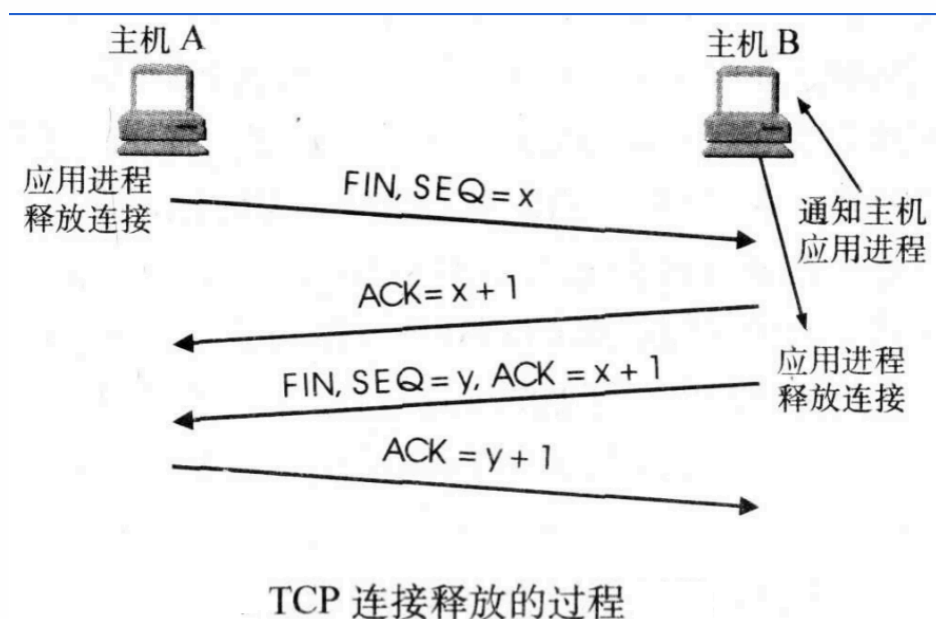 主机 A
主机 B
应用进程
释放连接
FIN, SEQ = x
通知主机
应用进程
ACK = x + 1
FIN, SEQ = y, ACK = x + 1
应用进程
释放连接
ACK = y + 1
TCP 连接释放的过程